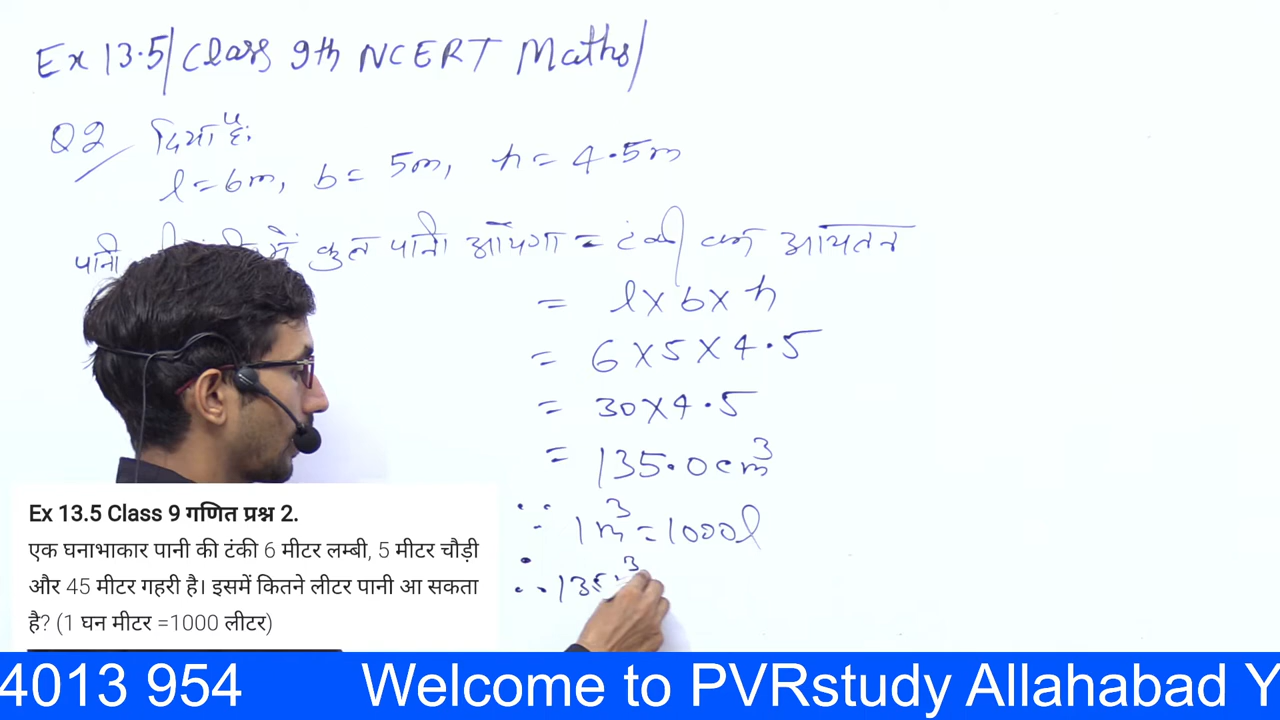 Ex 13.5/Class 9th NCERT Maths/
Q2 दिया है:
l = 6m, b = 5m, h = 4.5m
पानी में कुल पानी आयेगा = टंकी का आयतन
= l × b × h
= 6 × 5 × 4.5
= 30 × 4.5
= 135.0 cm³
∵ 1m³ = 1000l
∴ 135
Ex 13.5 Class 9 गणित प्रश्न 2.
एक घनाभाकार पानी की टंकी 6 मीटर लम्बी, 5 मीटर चौड़ी
और 45 मीटर गहरी है। इसमें कितने लीटर पानी आ सकता
है? (1 घन मीटर =1000 लीटर)
4013 954 Welcome to PVRstudy Allahabad Y